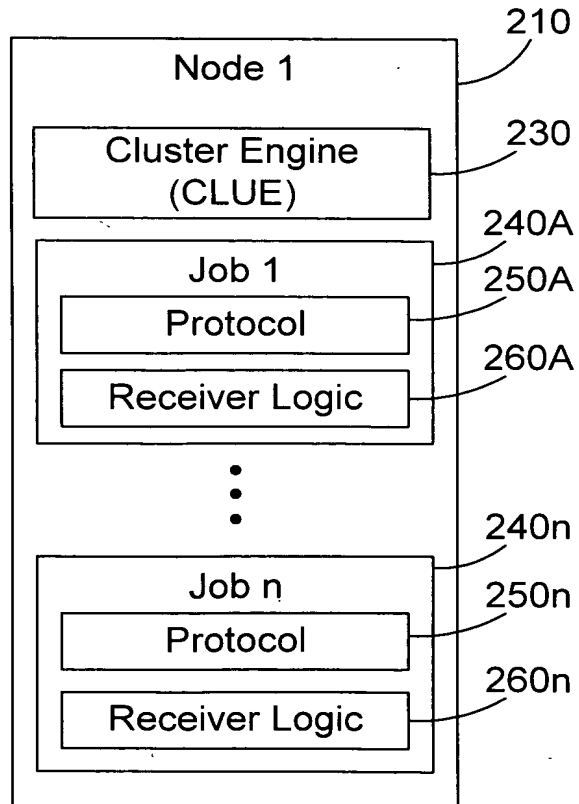 210
Node 1
230
Cluster Engine
(CLUE)
240A
Job 1
250A
Protocol
260A
Receiver Logic
240n
Job n
250n
Protocol
260n
Receiver Logic